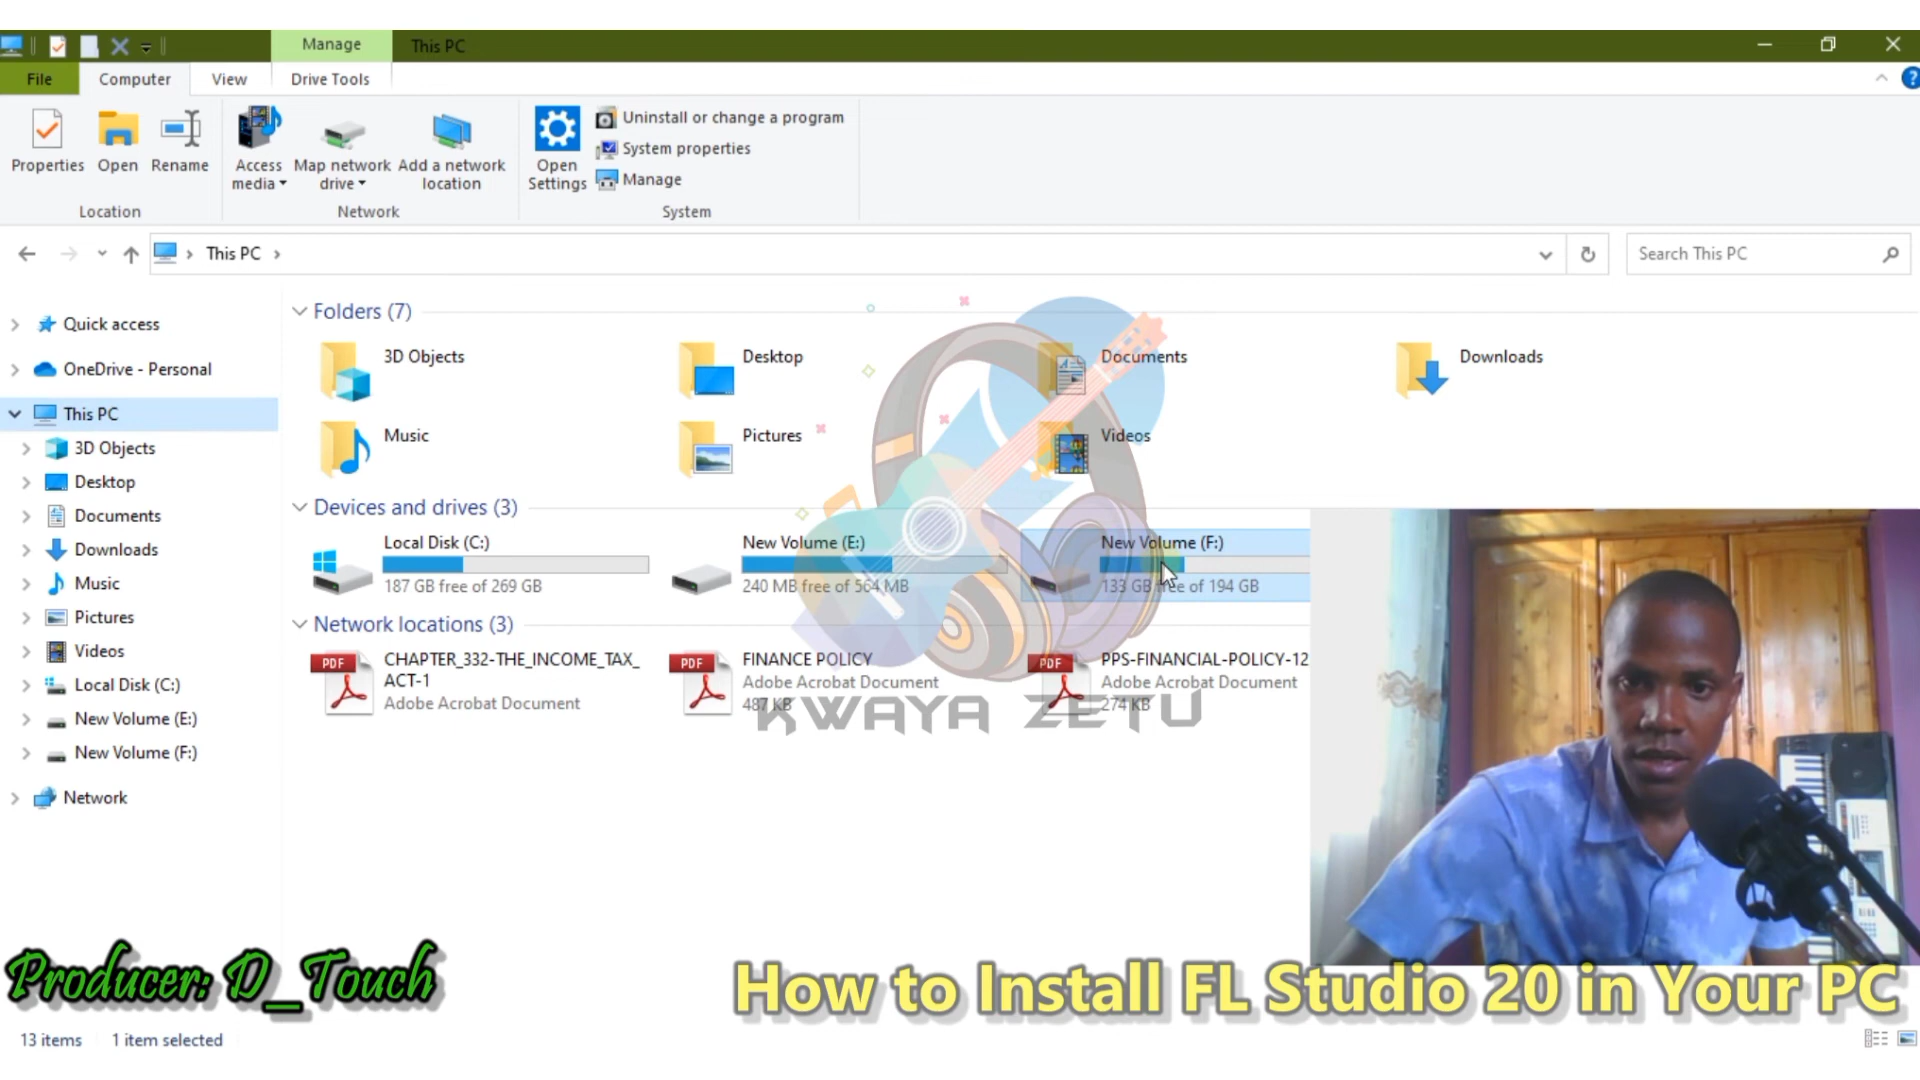 Manage
This PC
File
Computer
View
Drive Tools
Properties
Open
Rename
Access media
Map network drive
Add a network location
Open Settings
Uninstall or change a program
System properties
Manage
Location
Network
System
This PC
Search This PC
Quick access
OneDrive - Personal
This PC
3D Objects
Desktop
Documents
Downloads
Music
Pictures
Videos
Local Disk (C:)
New Volume (E:)
New Volume (F:)
Network
Folders (7)
3D Objects
Desktop
Documents
Downloads
Music
Pictures
Videos
Devices and drives (3)
Local Disk (C:)
187 GB free of 269 GB
New Volume (E:)
240 MB free of 564 MB
New Volume (F:)
133 GB free of 194 GB
Network locations (3)
PDF
CHAPTER_332-THE_INCOME_TAX_
ACT-1
Adobe Acrobat Document
PDF
FINANCE POLICY
Adobe Acrobat Document
487 KB
PDF
PPS-FINANCIAL-POLICY-12
Adobe Acrobat Document
274 KB
KWAYA ZETU
Producer: D_Touch
How to Install FL Studio 20 in Your PC
13 items
1 item selected